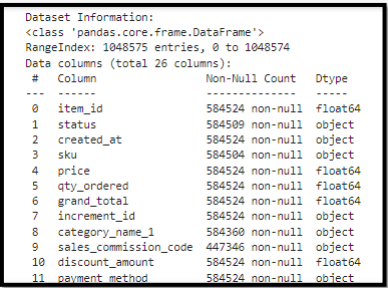 Dataset Information:
<class 'pandas.core.frame.DataFrame'>
RangeIndex: 1048575 entries, 0 to 1048574
Data columns (total 26 columns):
 #   Column                 Non-Null Count   Dtype
---  ------                 --------------   -----
 0   item_id                584524 non-null  float64
 1   status                 584509 non-null  object
 2   created_at             584524 non-null  object
 3   sku                    584504 non-null  object
 4   price                  584524 non-null  float64
 5   qty_ordered            584524 non-null  float64
 6   grand_total            584524 non-null  float64
 7   increment_id           584524 non-null  object
 8   category_name_1        584360 non-null  object
 9   sales_commission_code  447346 non-null  object
 10  discount_amount        584524 non-null  float64
 11  payment_method         584524 non-null  object